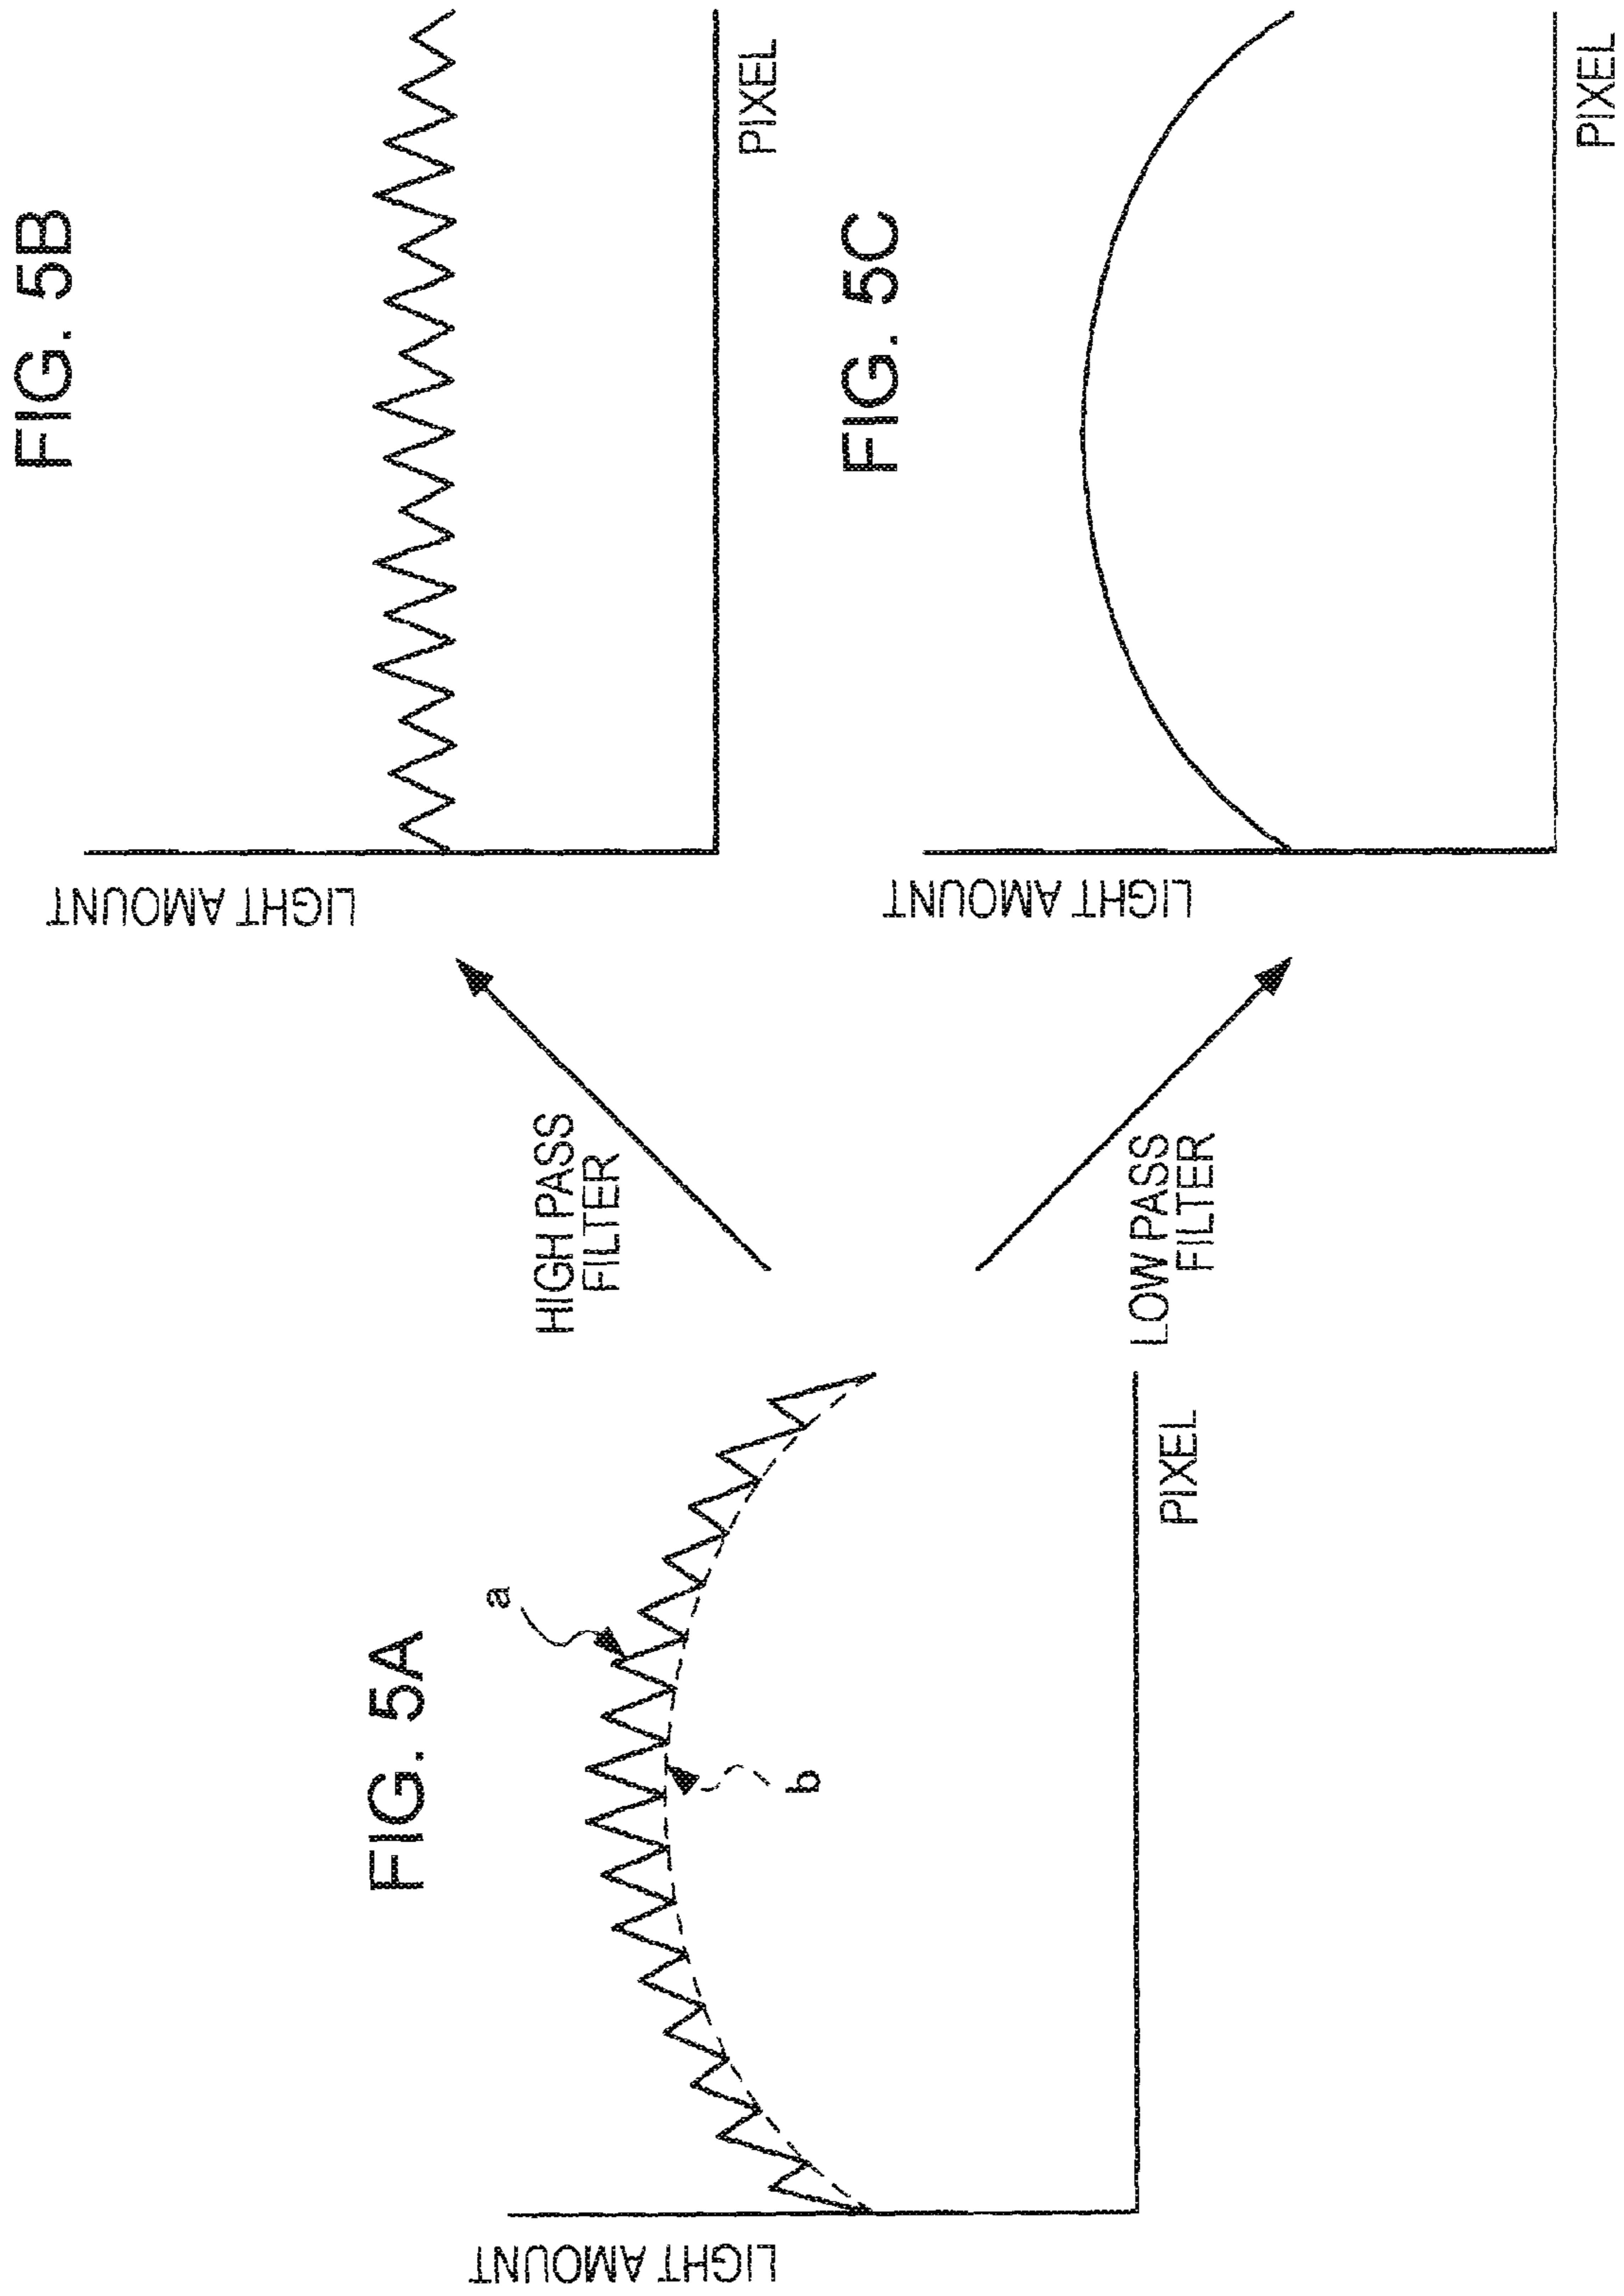 FIG. 5A
LIGHT AMOUNT
a
b
PIXEL
HIGH PASS
FILTER
LOW PASS
FILTER
FIG. 5B
LIGHT AMOUNT
PIXEL
FIG. 5C
LIGHT AMOUNT
PIXEL